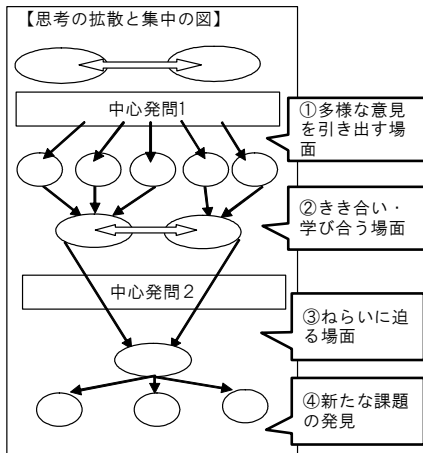 【思考の拡散と集中の図】
中心発問1
①多様な意見
を引き出す場
面
②きき合い・
学び合う場面
中心発問２
③ねらいに迫
る場面
④新たな課題
の発見